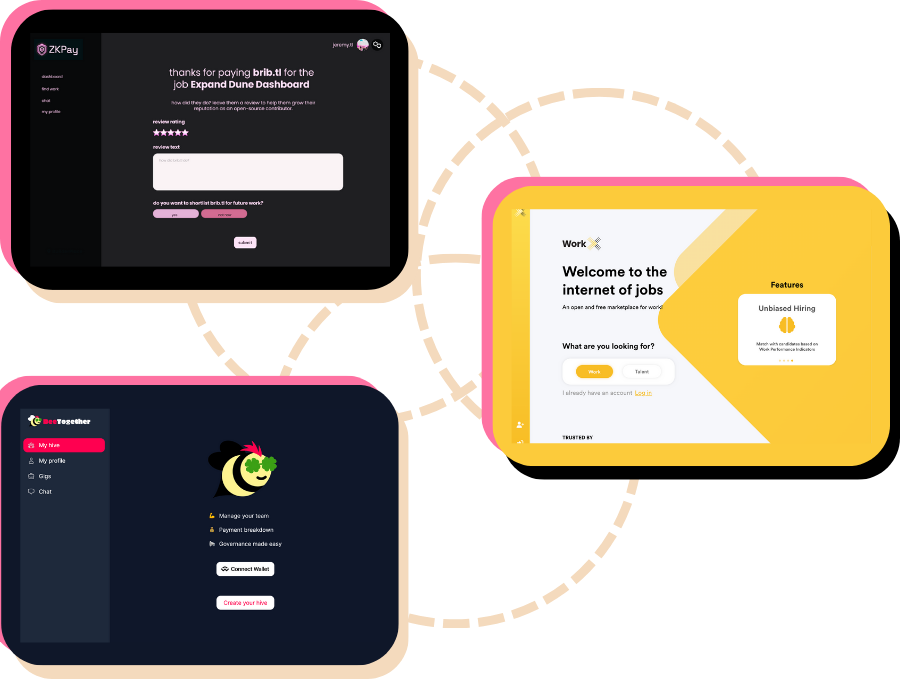 ZKPay
jeremy.tl
dashboard
find work
chat
my profile
thanks for paying brib.tl for the
job Expand Dune Dashboard
how did they do? leave them a review to help them grow their
reputation as an open-source contributor.
review rating
review text
do you want to shortlist brib.tl for future work?
yes
submit
Work X
Welcome to the
internet of jobs
An open and free marketplace for work!
What are you looking for?
Work
Talent
I already have an account Log in
TRUSTED BY
Features
Unbiased Hiring
Match with candidates based on
Work Performance Indicators
BeeTogether
My hive
My profile
Gigs
Chat
Manage your team
Payment breakdown
Governance made easy
Connect Wallet
Create your hive